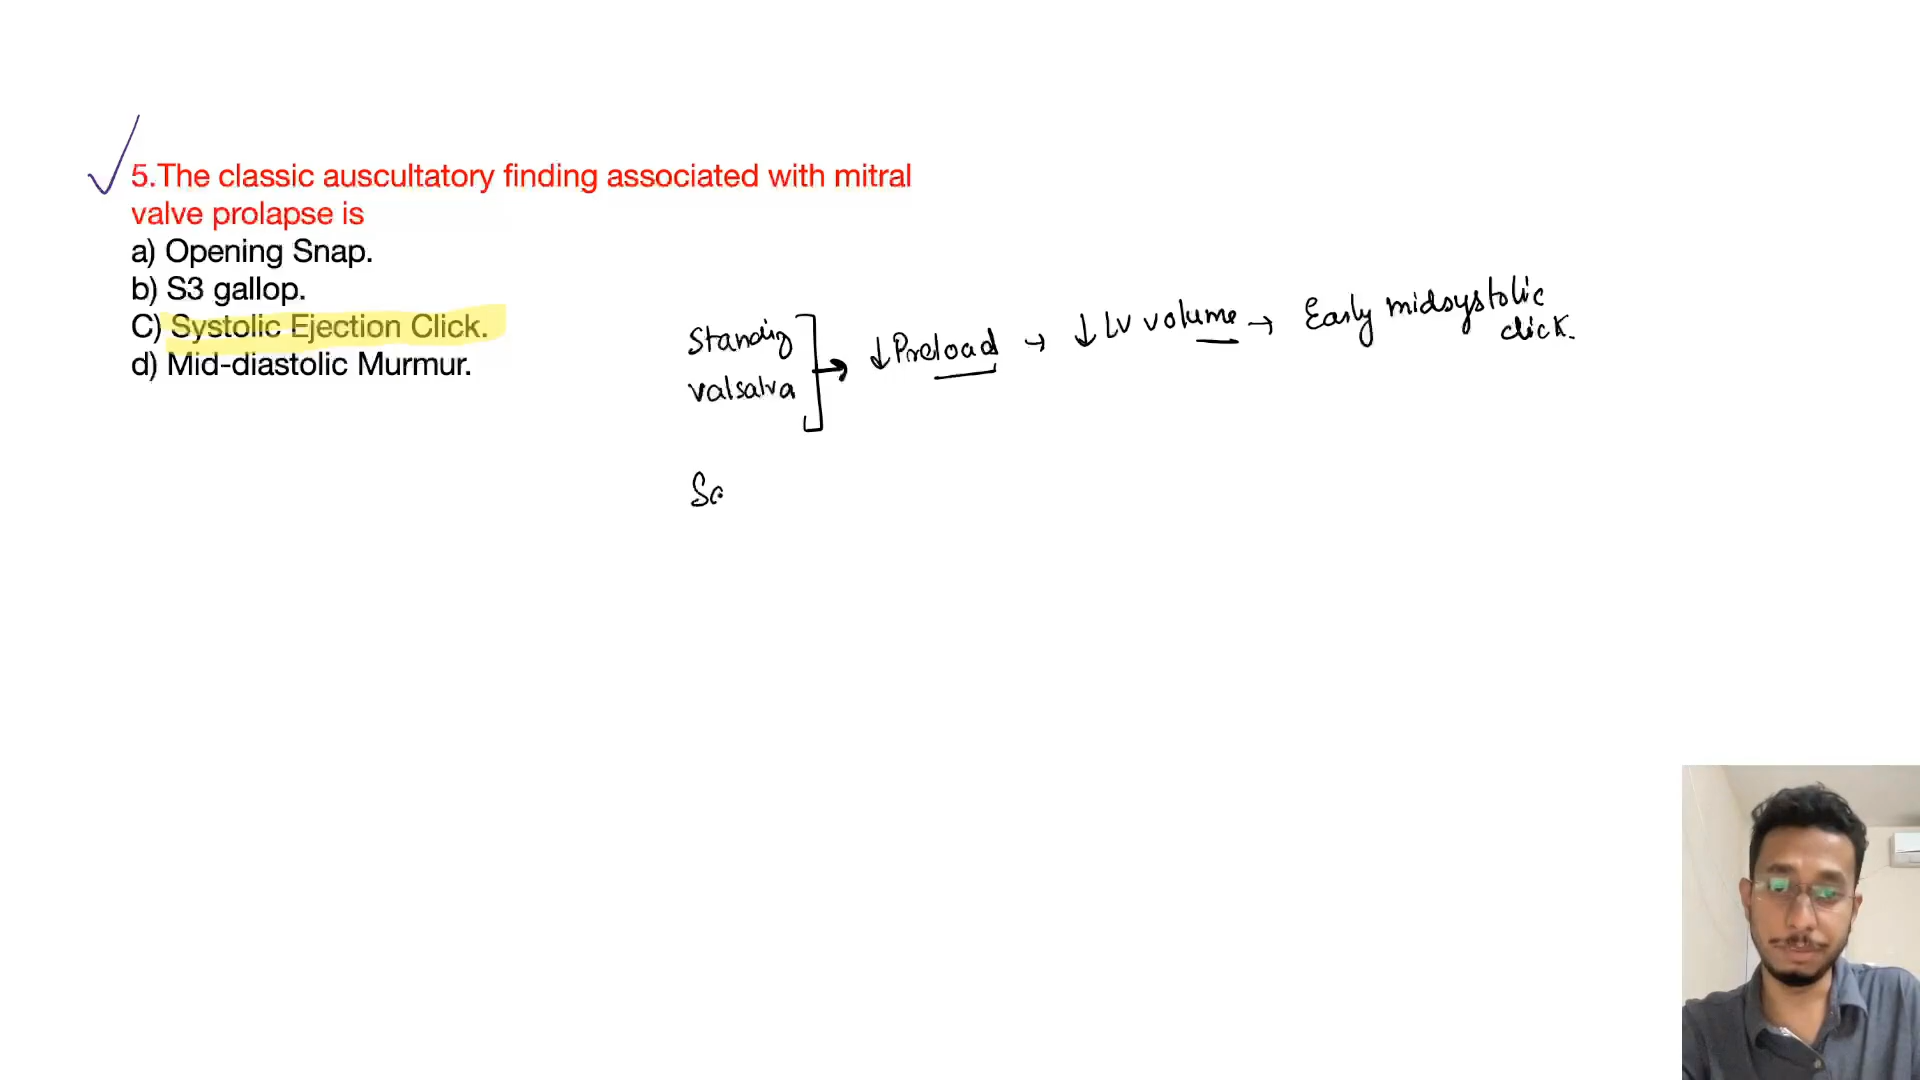 5.The classic auscultatory finding associated with mitral
valve prolapse is
a) Opening Snap.
b) S3 gallop.
C) Systolic Ejection Click.
d) Mid-diastolic Murmur.
Standing
valsalva
→ ↓Preload → ↓LV volume → Early midsystolic
click.
Sq